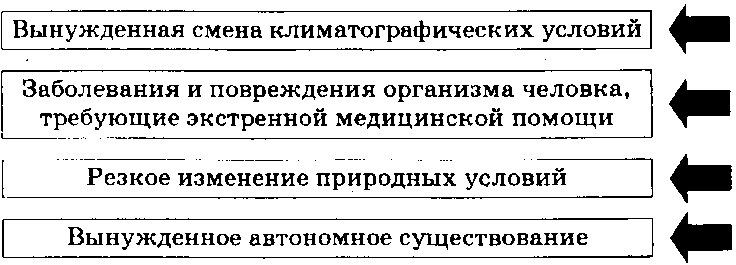 Вынужденная смена климатографических условий
Заболевания и повреждения организма человка,
требующие экстренной медицинской помощи
Резкое изменение природных условий
Вынужденное автономное существование